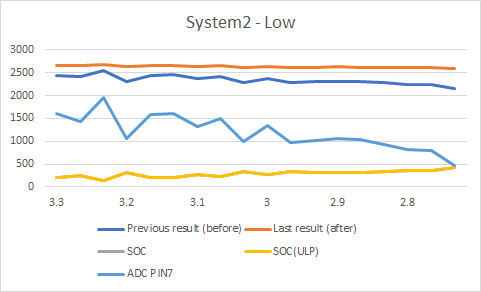 System2 - Low
3000
2500
2000
1500
1000
500
0
3.3 3.2 3.1 3 2.9 2.8
Previous result (before) Last result (after)
SOC SOC(ULP)
ADC PIN7